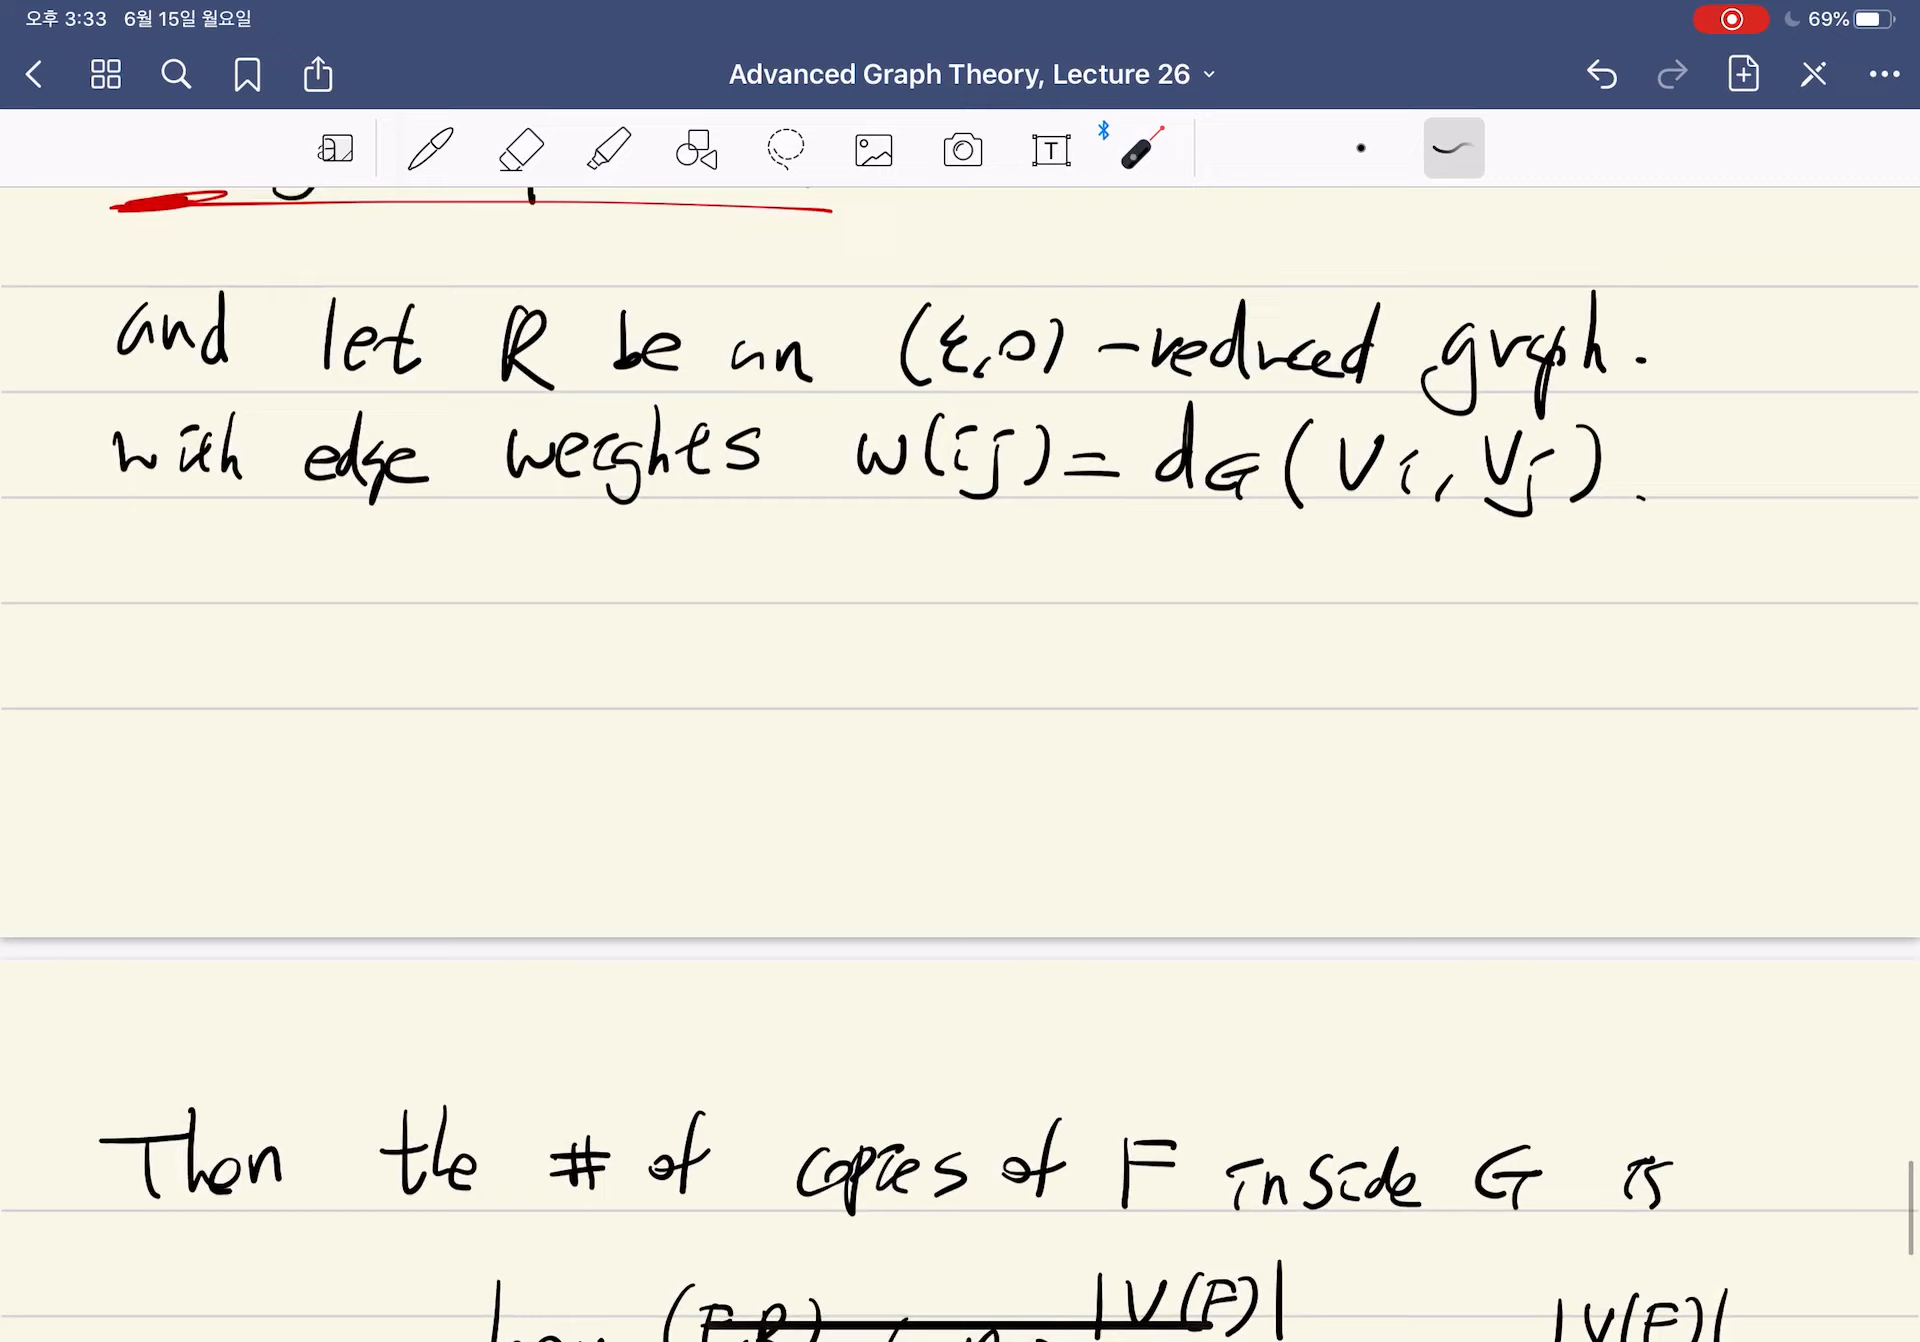 오후 3:33 6월 15일 월요일
69%
Advanced Graph Theory, Lecture 26
and let R be an (ε,0)-reduced graph.
with edge weights w(ij)=d_G(Vi,Vj).
Then the # of copies of F inside G is
(F,R) |V(F)| |V(F)|